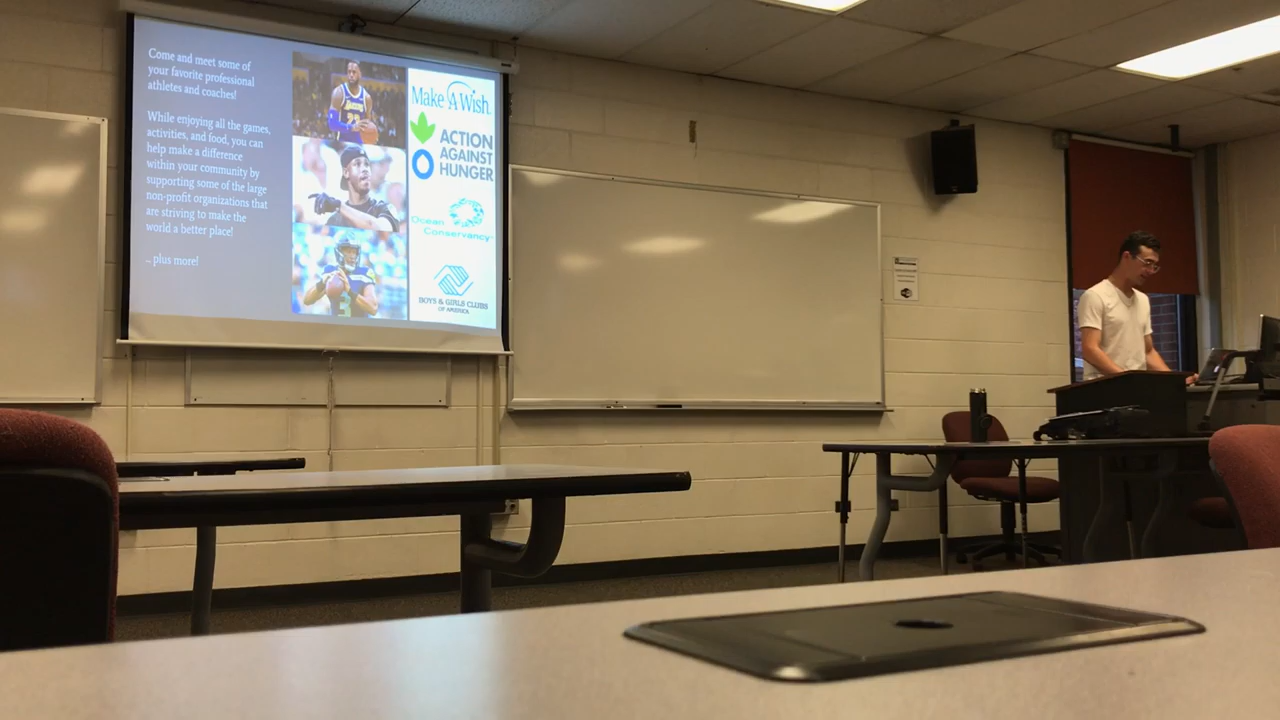 Come and meet some of
your favorite professional
athletes and coaches!
While enjoying all the games,
activities, and food, you can
help make a difference
within your community by
supporting some of the large
non-profit organizations that
are striving to make the
world a better place!
.. plus more!
Make A Wish.
ACTION
AGAINST
HUNGER
Ocean
Conservancy
BOYS & GIRLS CLUBS
OF AMERICA